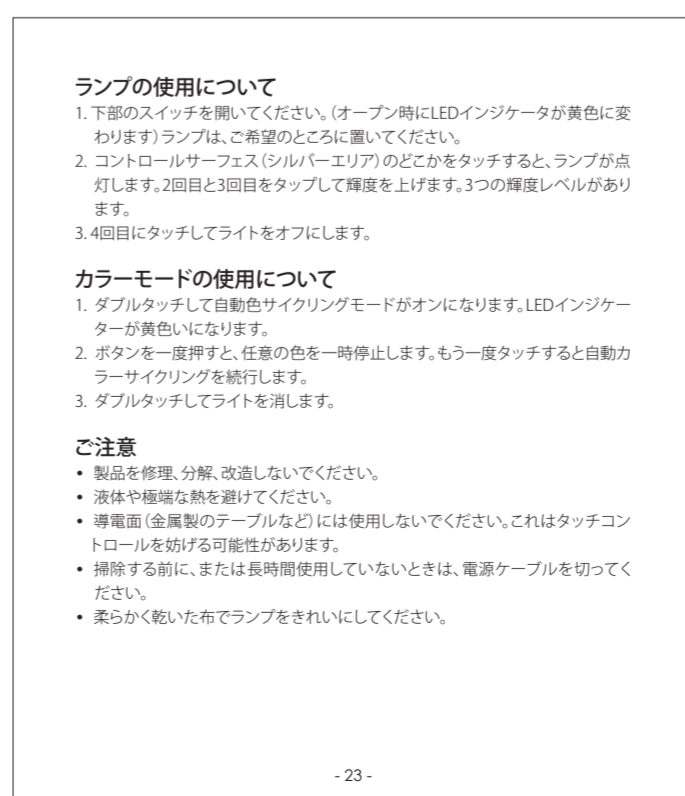 ランプの使用について
1. 下部のスイッチを開いてください。（オープン時にLEDインジケータが黄色に変
わります）ランプは、ご希望のところに置いてください。
2. コントロールサーフェス（シルバーエリア）のどこかをタッチすると、ランプが点
灯します。2回目と3回目をタップして輝度を上げます。3つの輝度レベルがあり
ます。
3. 4回目にタッチしてライトをオフにします。
カラーモードの使用について
1. ダブルタッチして自動色サイクリングモードがオンになります。LEDインジケー
ターが黄色いになります。
2. ボタンを一度押すと、任意の色を一時停止します。もう一度タッチすると自動カ
ラーサイクリングを続行します。
3. ダブルタッチしてライトを消します。
ご注意
• 製品を修理、分解、改造しないでください。
• 液体や極端な熱を避けてください。
• 導電面（金属製のテーブルなど）には使用しないでください。これはタッチコン
トロールを妨げる可能性があります。
• 掃除する前に、または長時間使用していないときは、電源ケーブルを切ってく
ださい。
• 柔らかく乾いた布でランプをきれいにしてください。
- 23 -